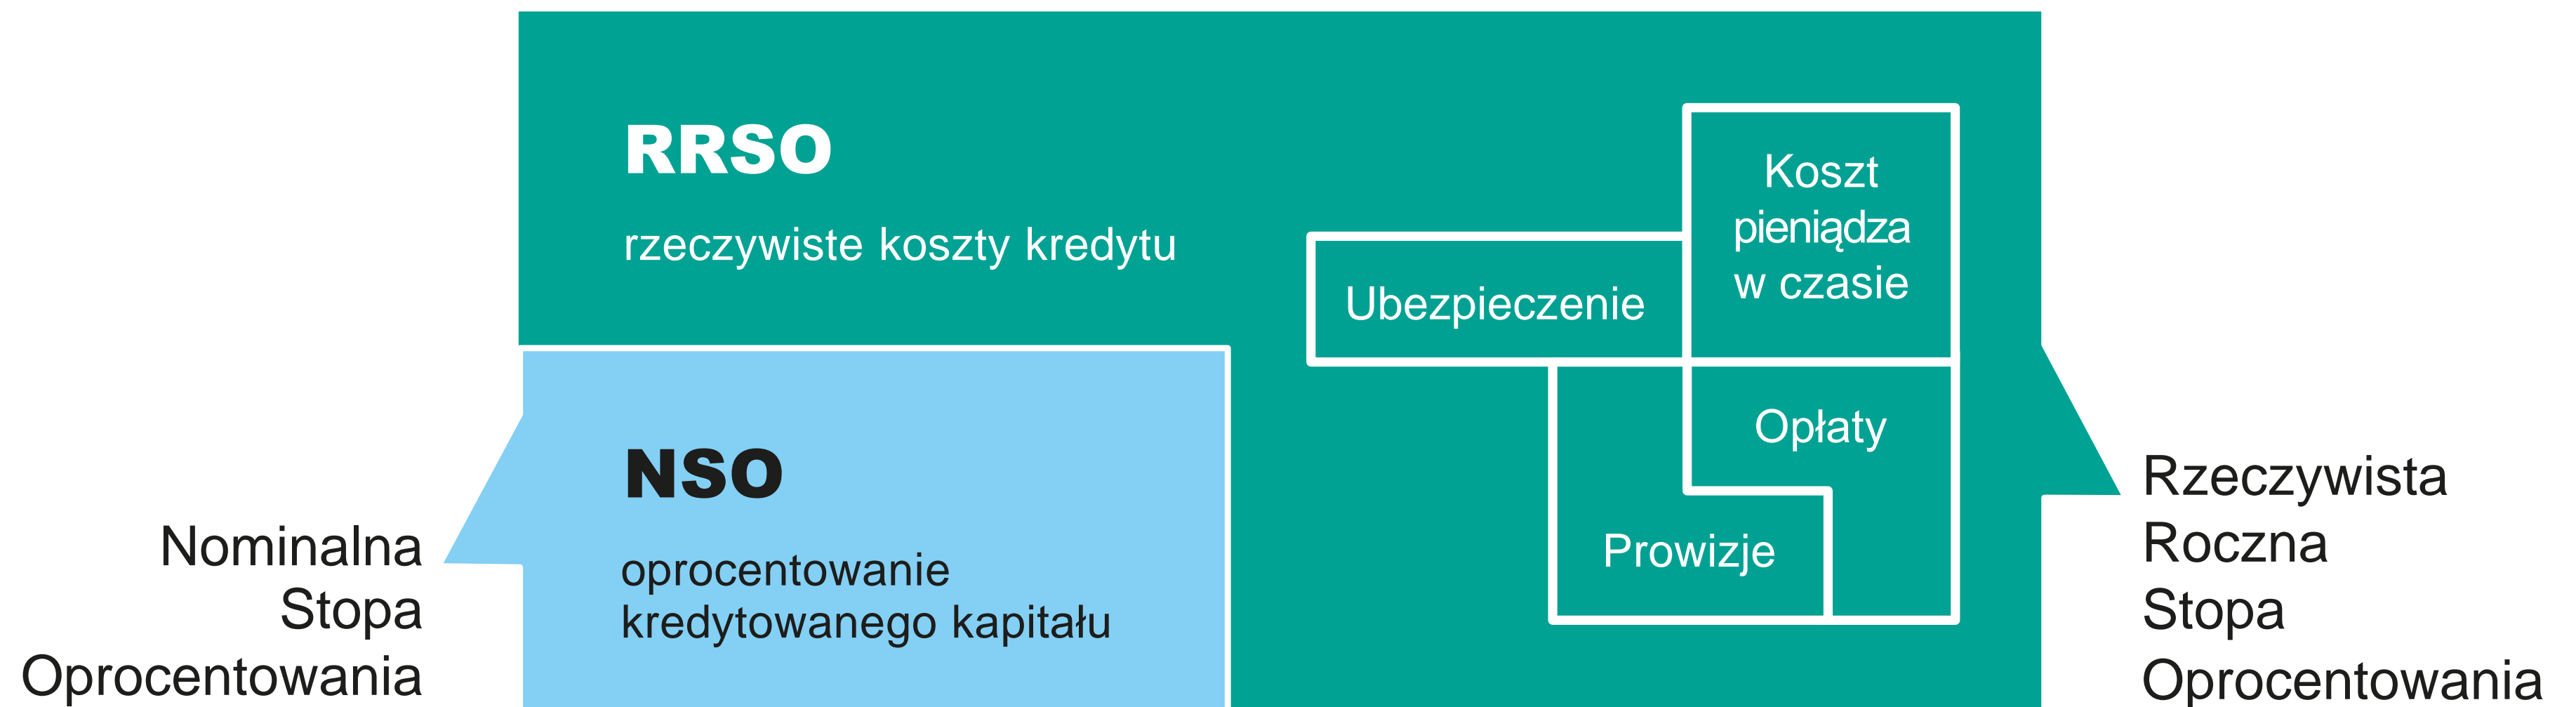 RRSO
rzeczywiste koszty kredytu
Koszt
pieniądza
w czasie
Ubezpieczenie
Opłaty
Prowizje
NSO
oprocentowanie
kredytowanego kapitału
Nominalna
Stopa
Oprocentowania
Rzeczywista
Roczna
Stopa
Oprocentowania